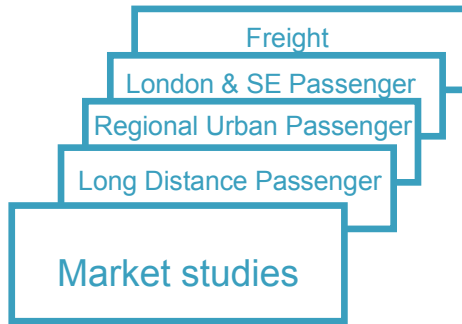 Freight
London & SE Passenger
Regional Urban Passenger
Long Distance Passenger
Market studies